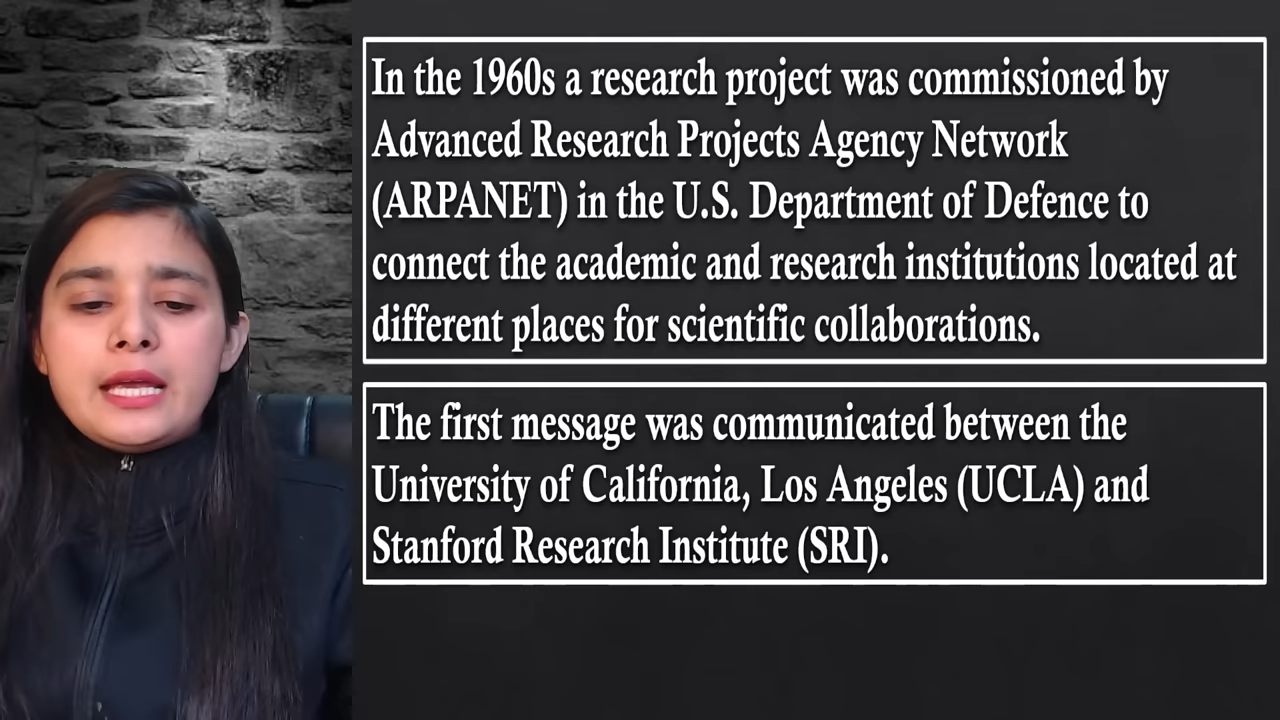 In the 1960s a research project was commissioned by
Advanced Research Projects Agency Network
(ARPANET) in the U.S. Department of Defence to
connect the academic and research institutions located at
different places for scientific collaborations.
The first message was communicated between the
University of California, Los Angeles (UCLA) and
Stanford Research Institute (SRI).